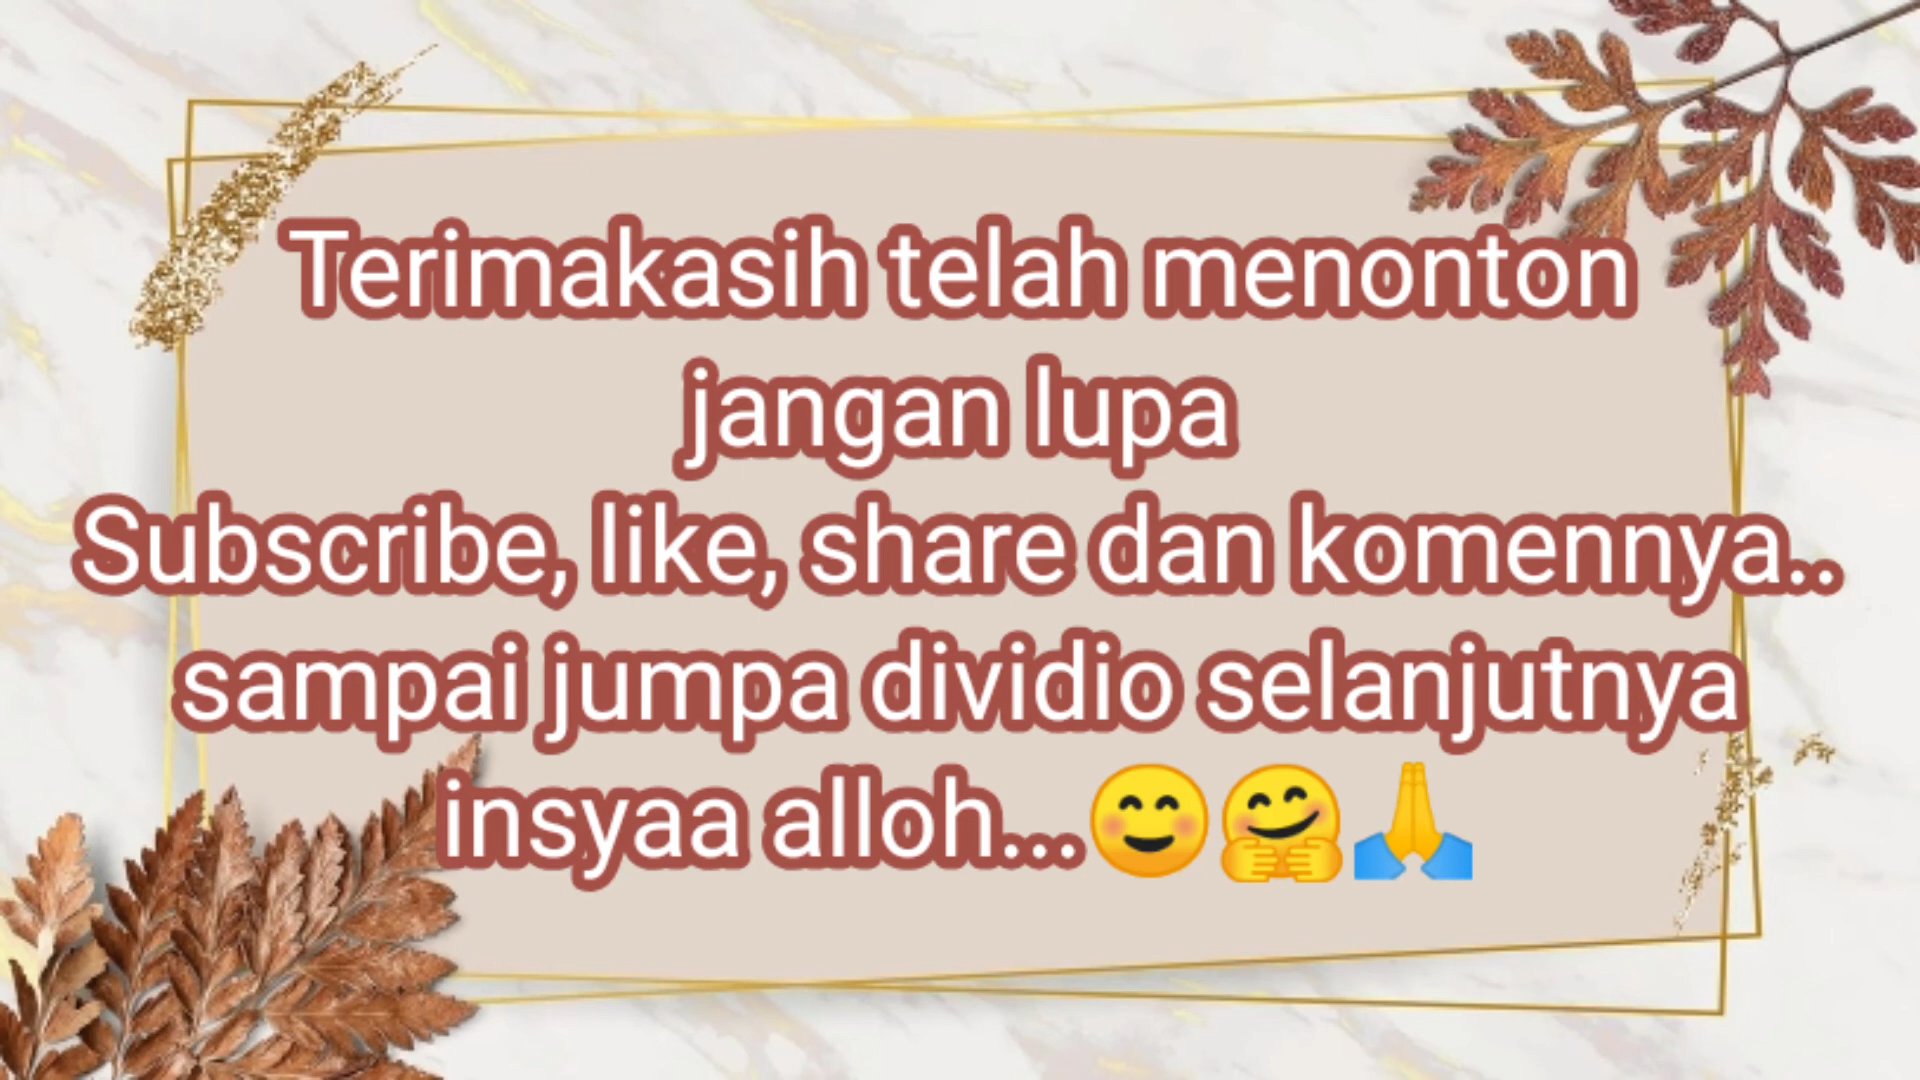 Terimakasih telah menonton
jangan lupa
Subscribe, like, share dan komennya..
sampai jumpa dividio selanjutnya
insyaa alloh...😊🤗🙏